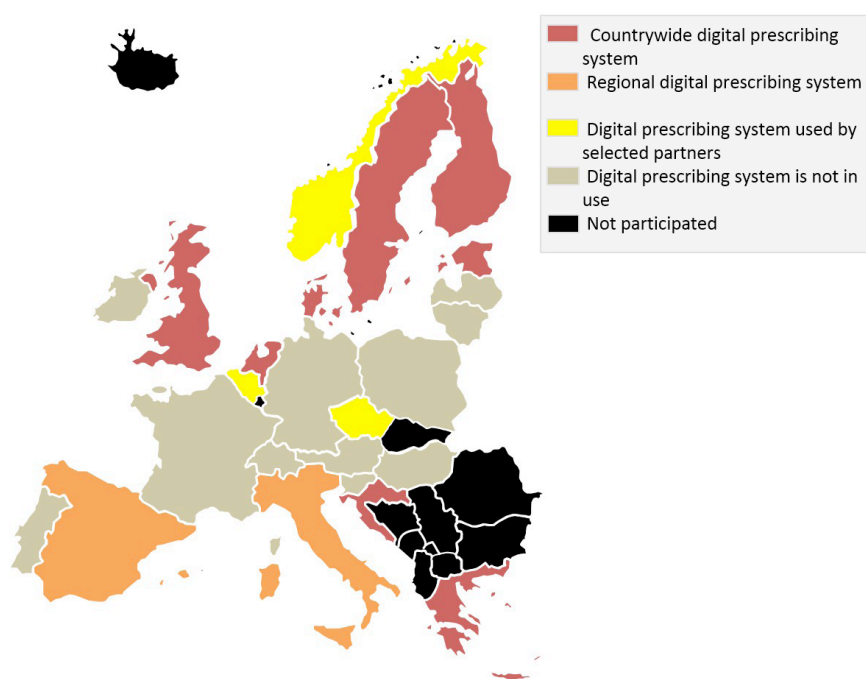 Countrywide digital prescribing
system
Regional digital prescribing system
Digital prescribing system used by
selected partners
Digital prescribing system is not in
use
Not participated